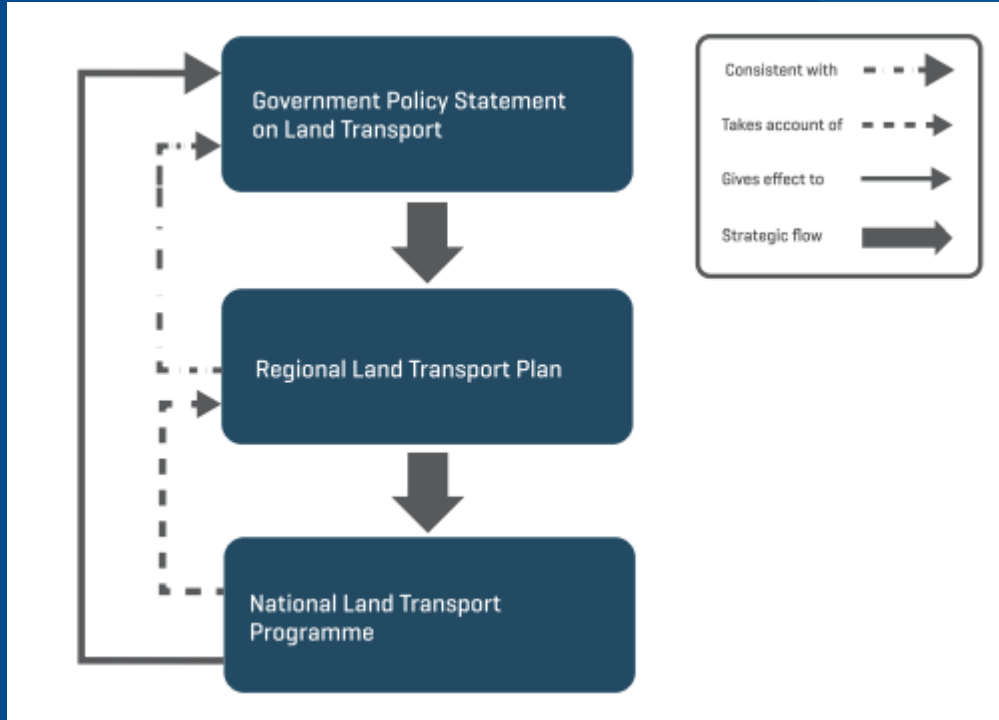 Government Policy Statement
on Land Transport
Regional Land Transport Plan
National Land Transport
Programme
Consistent with
Takes account of
Gives effect to
Strategic flow